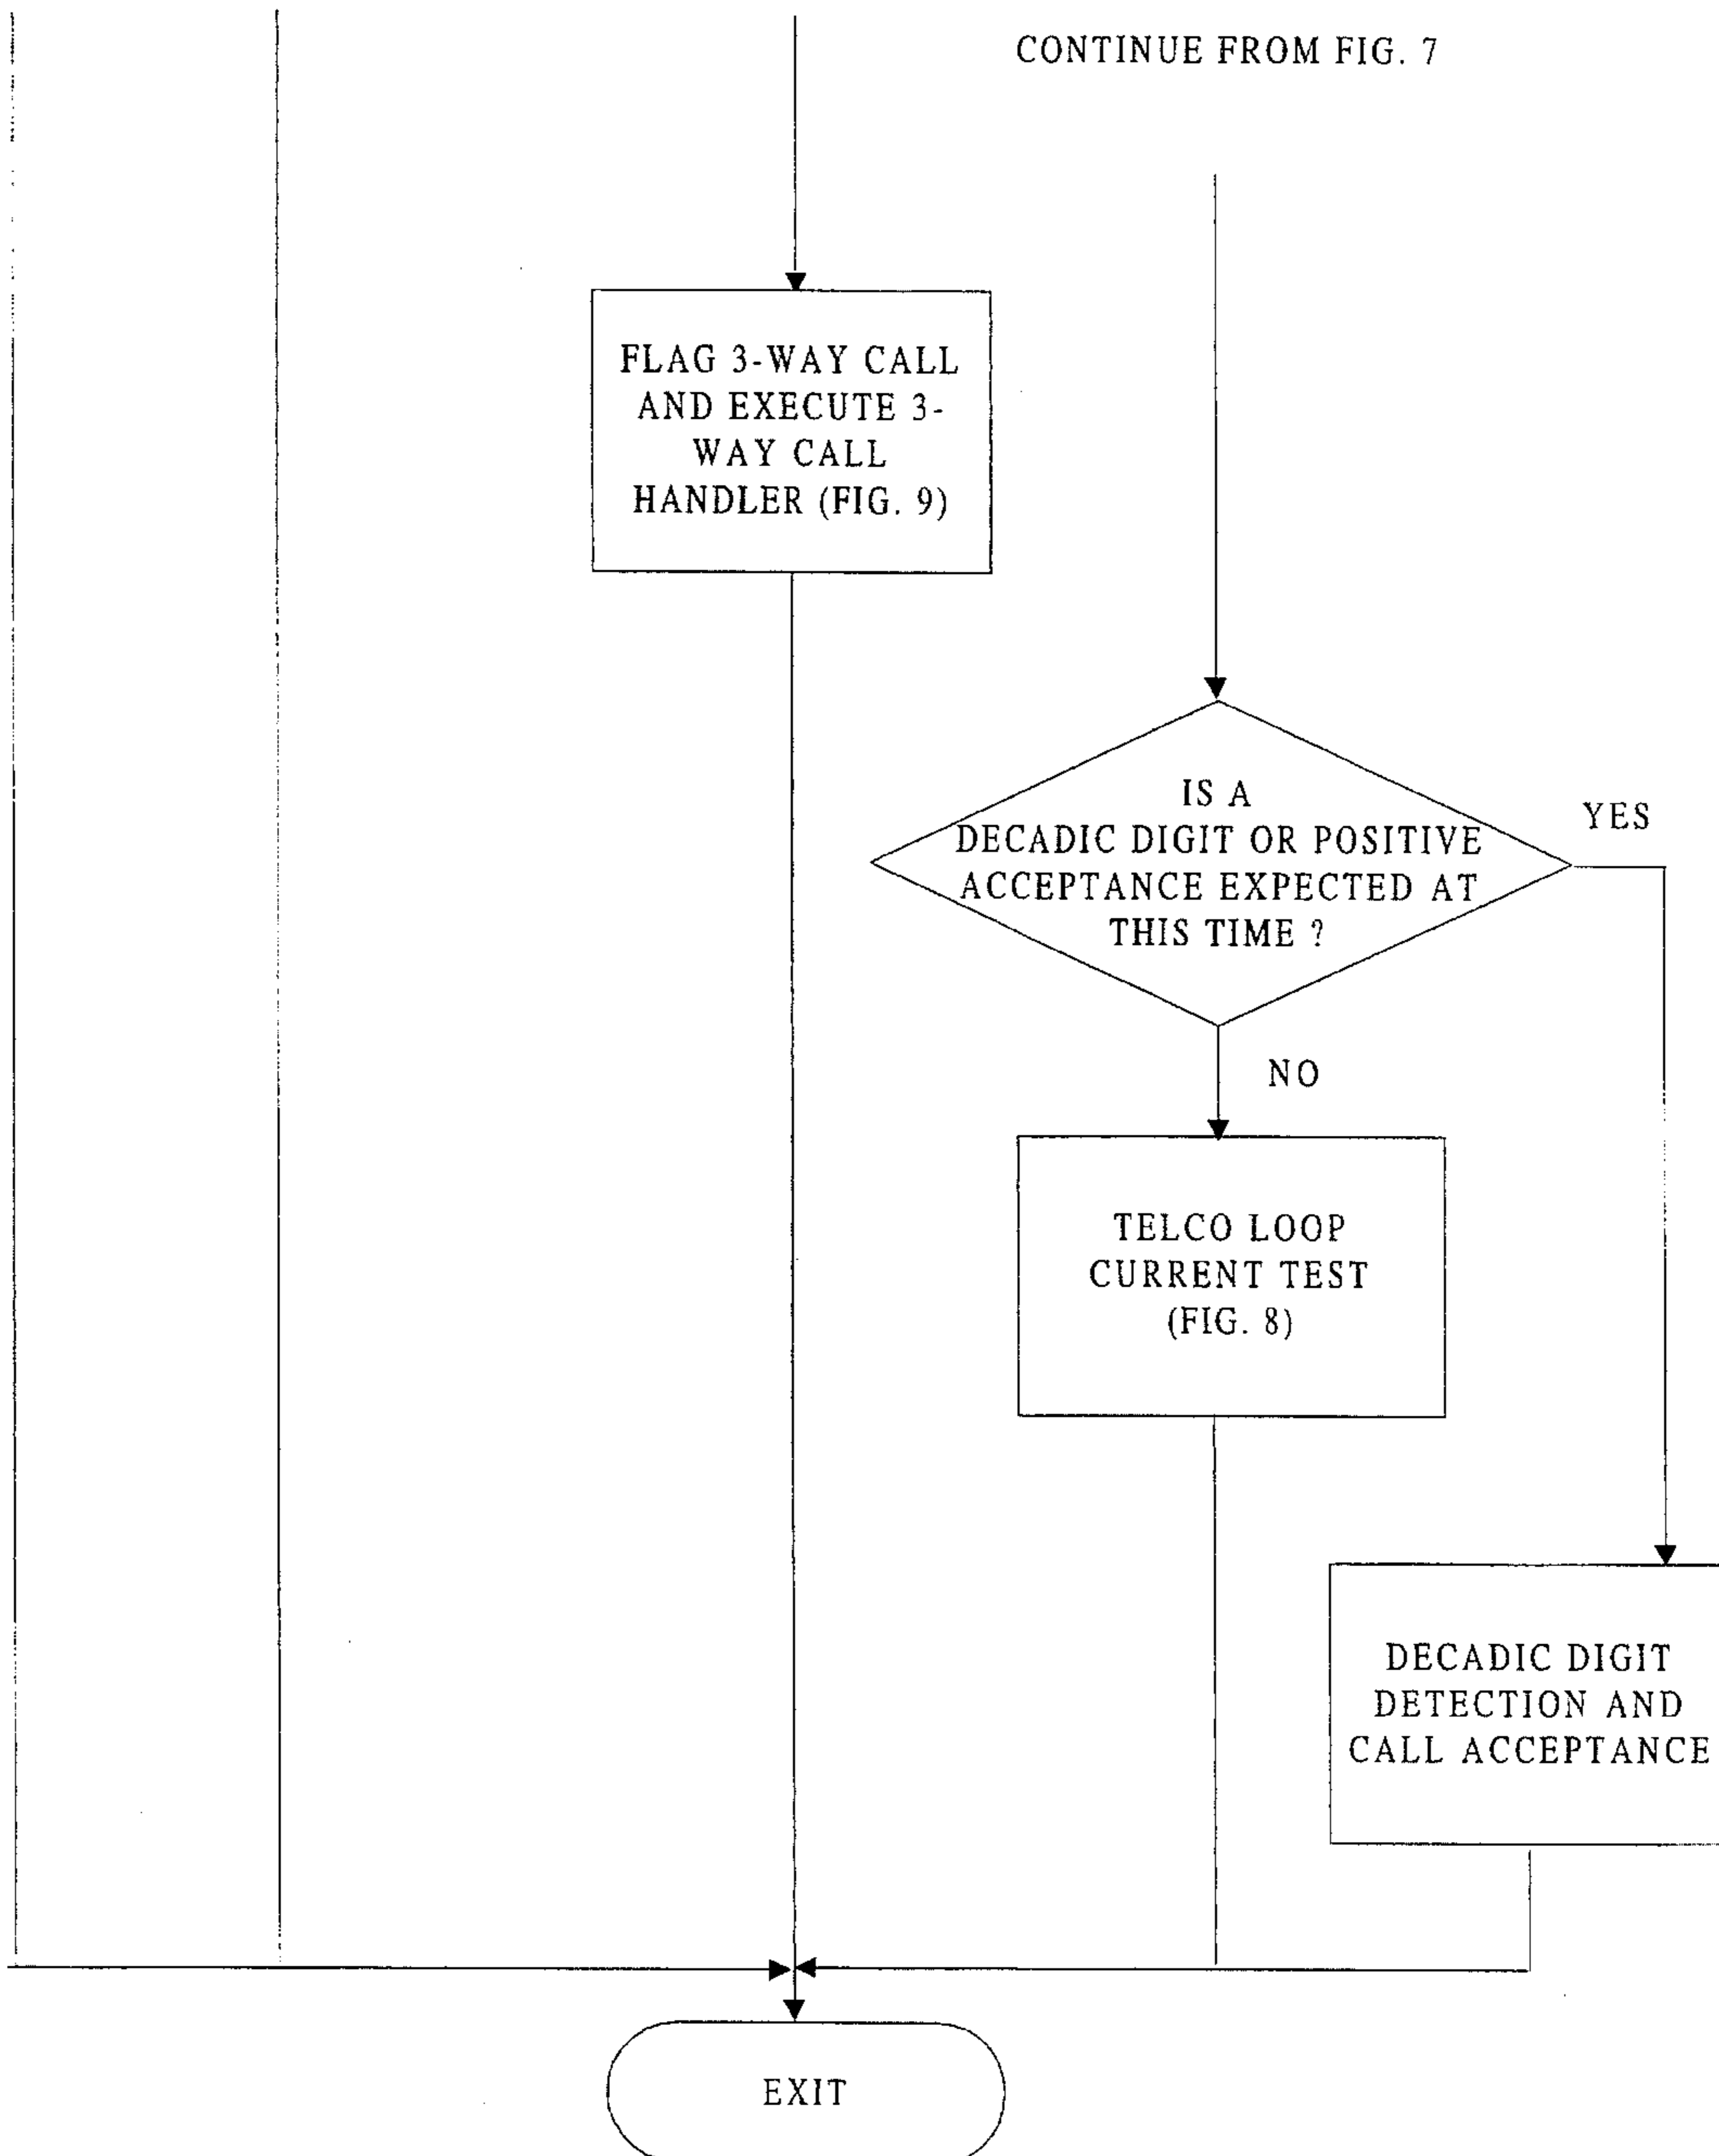 CONTINUE FROM FIG. 7
FLAG 3-WAY CALL
AND EXECUTE 3-
WAY CALL
HANDLER (FIG. 9)
IS A
DECADIC DIGIT OR POSITIVE
ACCEPTANCE EXPECTED AT
THIS TIME ?
YES
NO
TELCO LOOP
CURRENT TEST
(FIG. 8)
DECADIC DIGIT
DETECTION AND
CALL ACCEPTANCE
EXIT